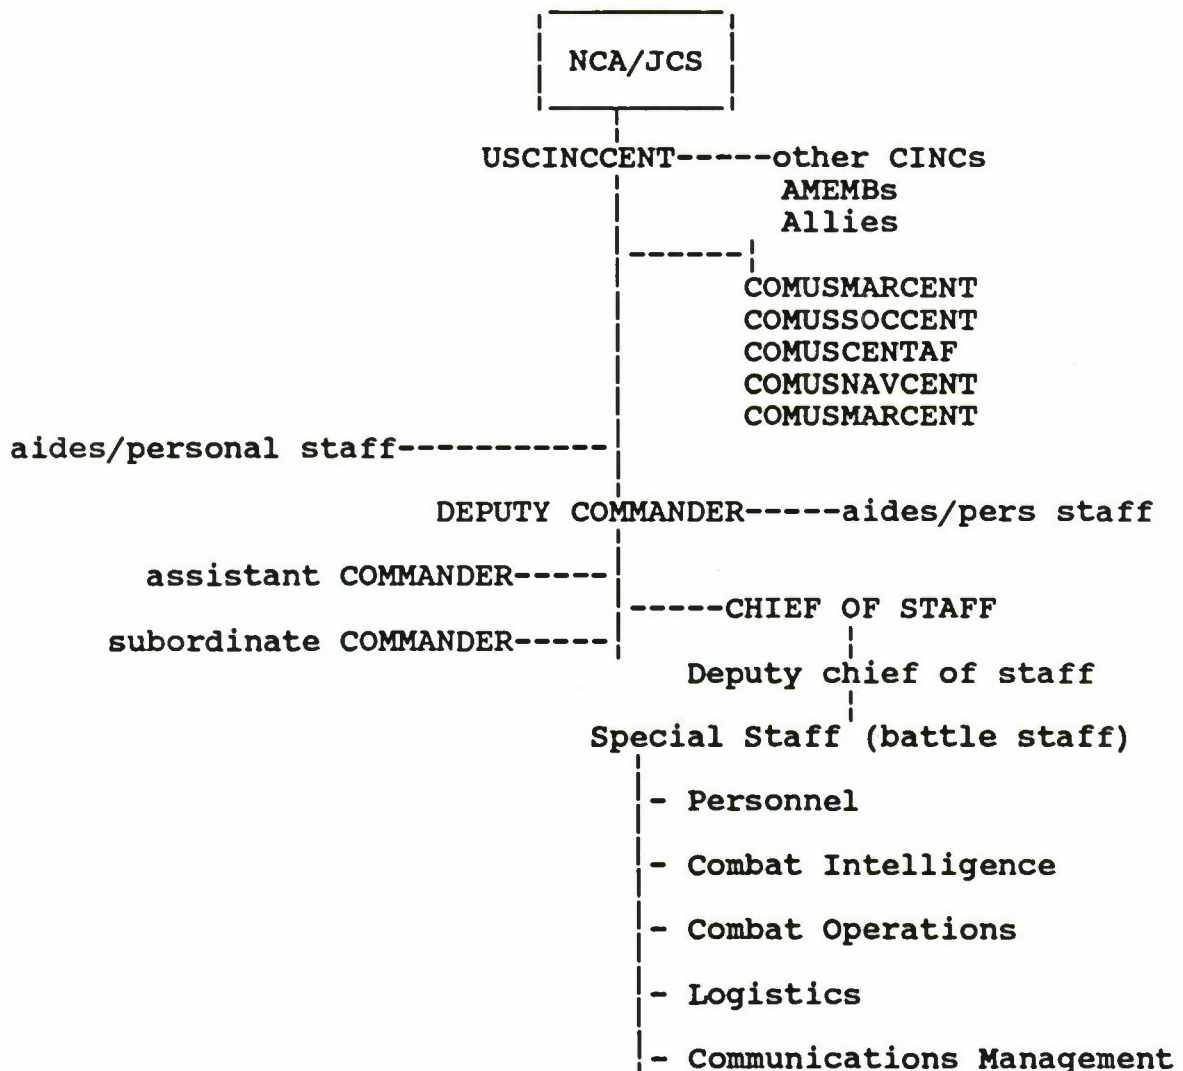 NCA/JCS
USCINCCENT-----other CINCs
AMEMBs
Allies
COMUSMARCENT
COMUSSOCCENT
COMUSCENTAF
COMUSNAVCENT
COMUSMARCENT
aides/personal staff-----------
DEPUTY COMMANDER-----aides/pers staff
assistant COMMANDER-----
-----CHIEF OF STAFF
subordinate COMMANDER-----
Deputy chief of staff
Special Staff (battle staff)
- Personnel
- Combat Intelligence
- Combat Operations
- Logistics
- Communications Management